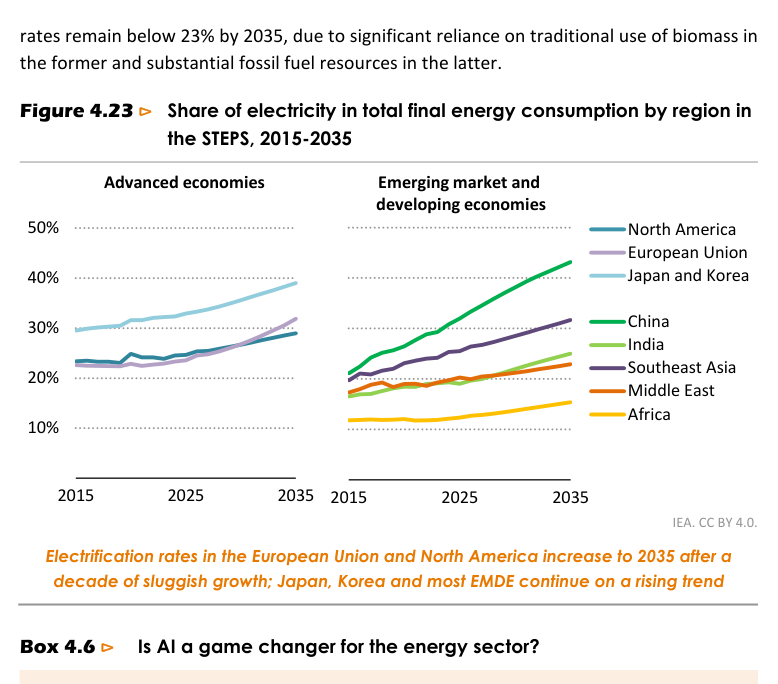 rates remain below 23% by 2035, due to significant reliance on traditional use of biomass in
the former and substantial fossil fuel resources in the latter.
Figure 4.23 ▻ Share of electricity in total final energy consumption by region in
the STEPS, 2015-2035
Advanced economies
50%
40%
30%
20%
10%
2015 2025 2035
Emerging market and
developing economies
2015 2025 2035
North America
European Union
Japan and Korea
China
India
Southeast Asia
Middle East
Africa
IEA. CC BY 4.0.
Electrification rates in the European Union and North America increase to 2035 after a
decade of sluggish growth; Japan, Korea and most EMDE continue on a rising trend
Box 4.6 ▻ Is AI a game changer for the energy sector?